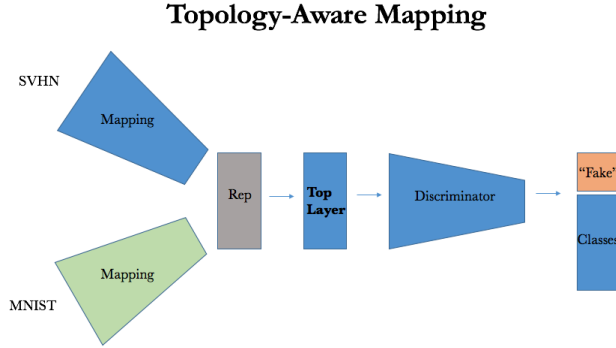 Topology-Aware Mapping
SVHN
Mapping
Rep
Top
Layer
Discriminator
"Fake"
Classes
Mapping
MNIST